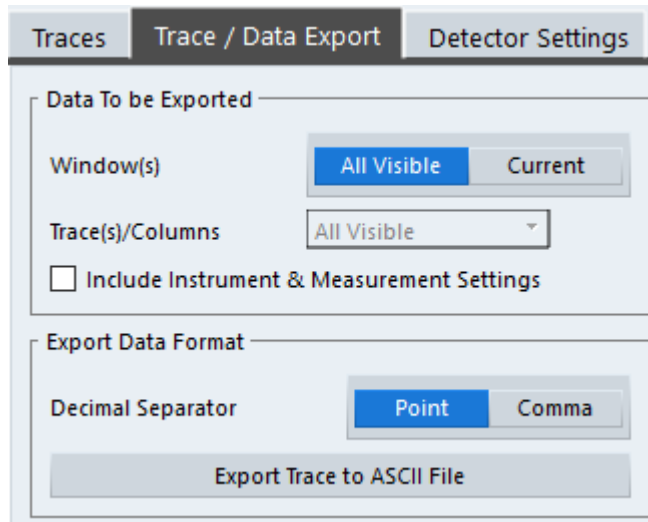 Traces Trace / Data Export Detector Settings
Data To be Exported
Window(s) All Visible Current
Trace(s)/Columns All Visible
Include Instrument & Measurement Settings
Export Data Format
Decimal Separator Point Comma
Export Trace to ASCII File